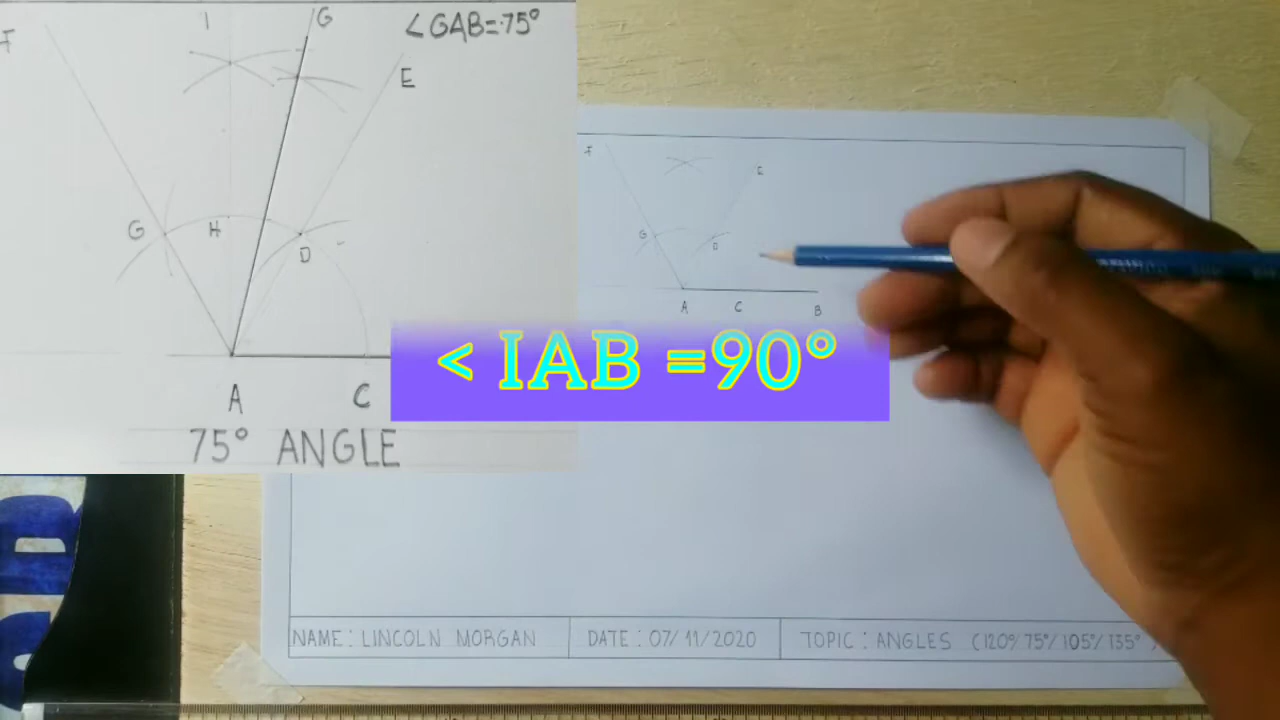 F
I
G
<GAB=75°
E
G
H
D
A
C
75° ANGLE
F
E
G
D
A
C
B
< IAB =90°
NAME: LINCOLN MORGAN
DATE: 07/11/2020
TOPIC: ANGLES (120°/75°/105°/135°)